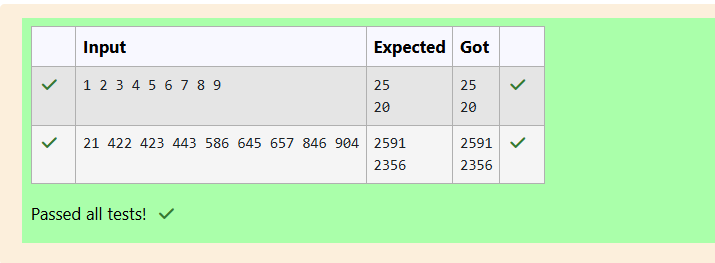 Input Expected Got
1 2 3 4 5 6 7 8 9 25 25
20 20
21 422 423 443 586 645 657 846 904 2591 2591
2356 2356
Passed all tests!